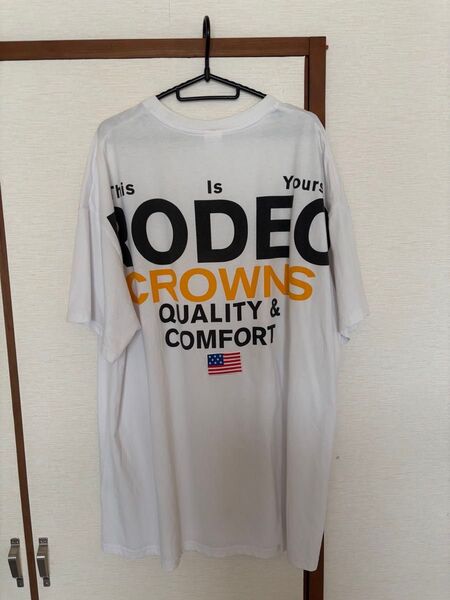 This Is Yours
RODEO
CROWNS
QUALITY &
COMFORT